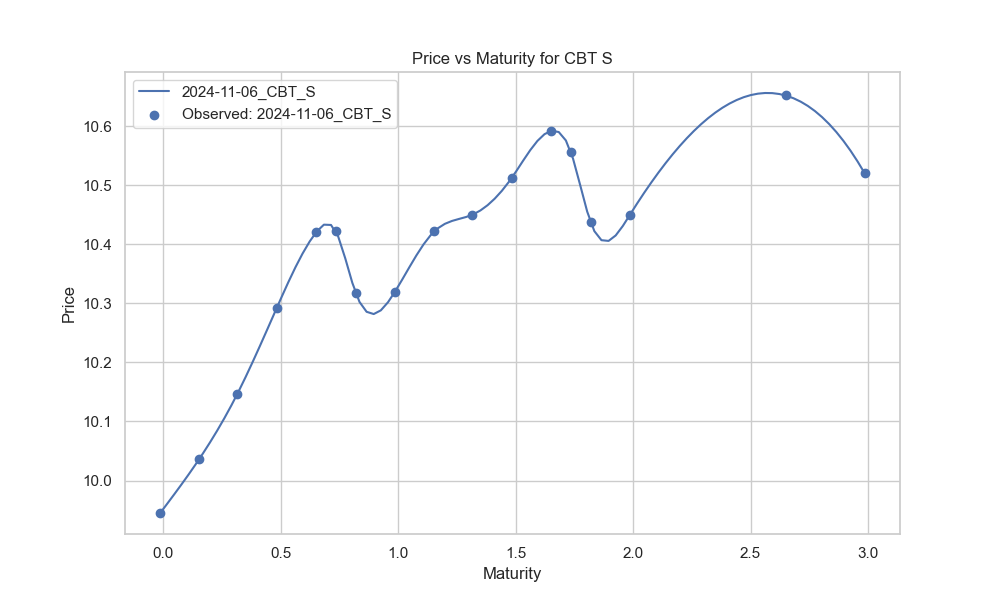 Price vs Maturity for CBT S
2024-11-06_CBT_S
Observed: 2024-11-06_CBT_S
Price
10.6
10.5
10.4
10.3
10.2
10.1
10.0
0.0 0.5 1.0 1.5 2.0 2.5 3.0
Maturity